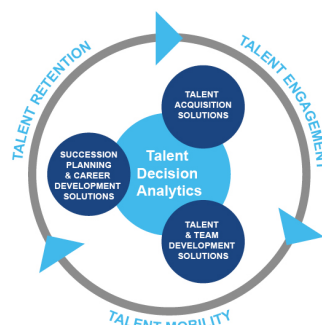 TALENT RETENTION
TALENT ENGAGEMENT
TALENT
ACQUISITION
SOLUTIONS
SUCCESSION
PLANNING
& CAREER
DEVELOPMENT
SOLUTIONS
Talent
Decision
Analytics
TALENT
& TEAM
DEVELOPMENT
SOLUTIONS
TALENT MOBILITY